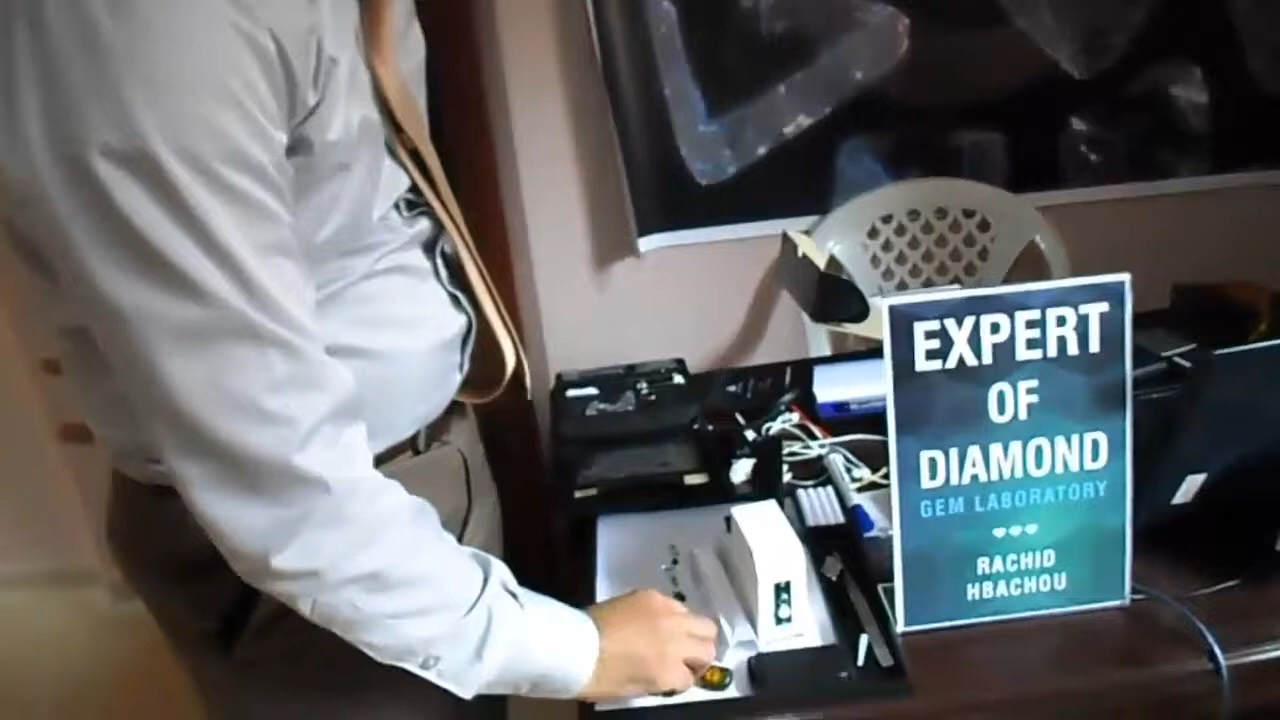 EXPERT
OF
DIAMOND
GEM LABORATORY
RACHID
HBACHOU